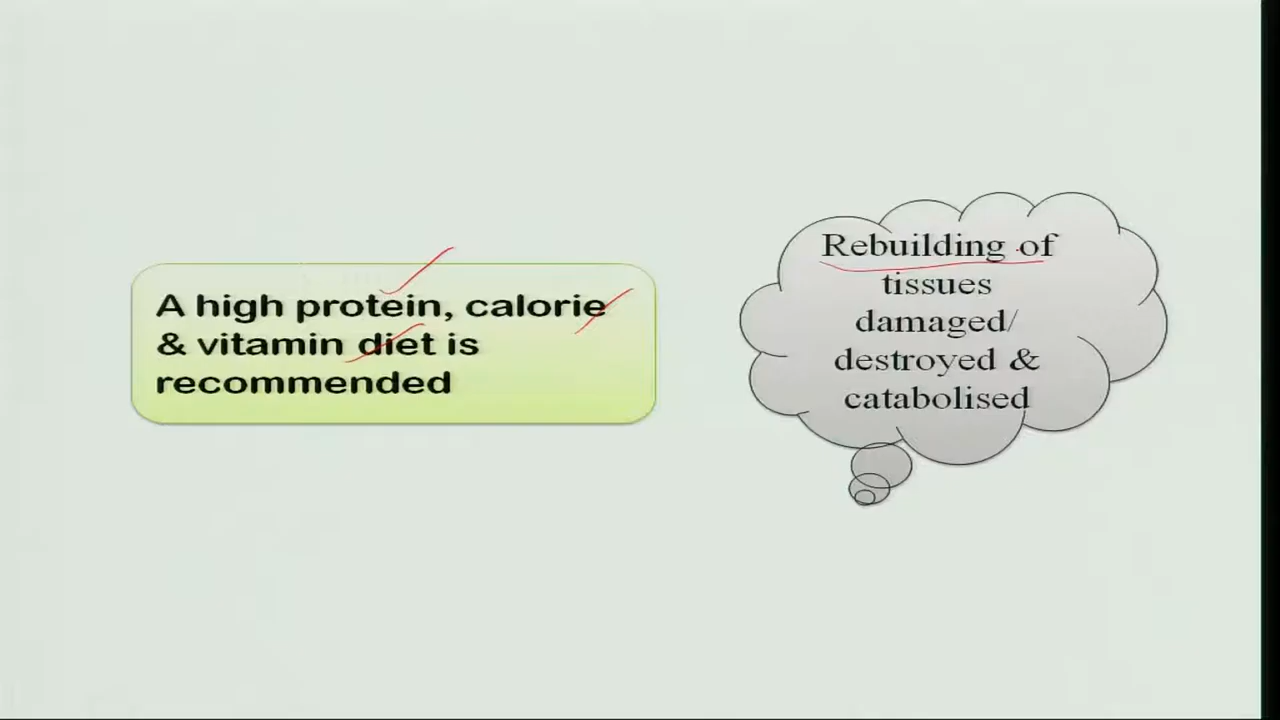 A high protein, calorie
& vitamin diet is
recommended
Rebuilding of
tissues
damaged/
destroyed &
catabolised